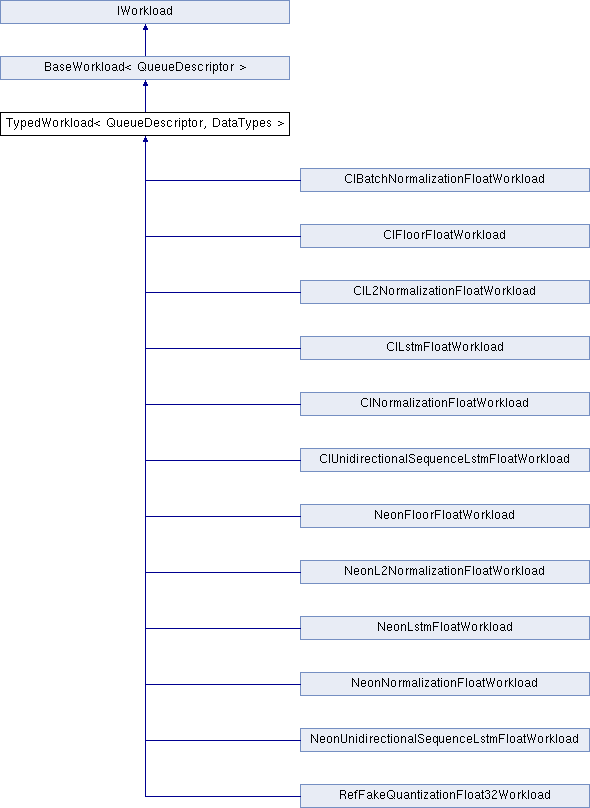 IWorkload
BaseWorkload< QueueDescriptor >
TypedWorkload< QueueDescriptor, DataTypes >
ClBatchNormalizationFloatWorkload
ClFloorFloatWorkload
ClL2NormalizationFloatWorkload
ClLstmFloatWorkload
ClNormalizationFloatWorkload
ClUnidirectionalSequenceLstmFloatWorkload
NeonFloorFloatWorkload
NeonL2NormalizationFloatWorkload
NeonLstmFloatWorkload
NeonNormalizationFloatWorkload
NeonUnidirectionalSequenceLstmFloatWorkload
RefFakeQuantizationFloat32Workload